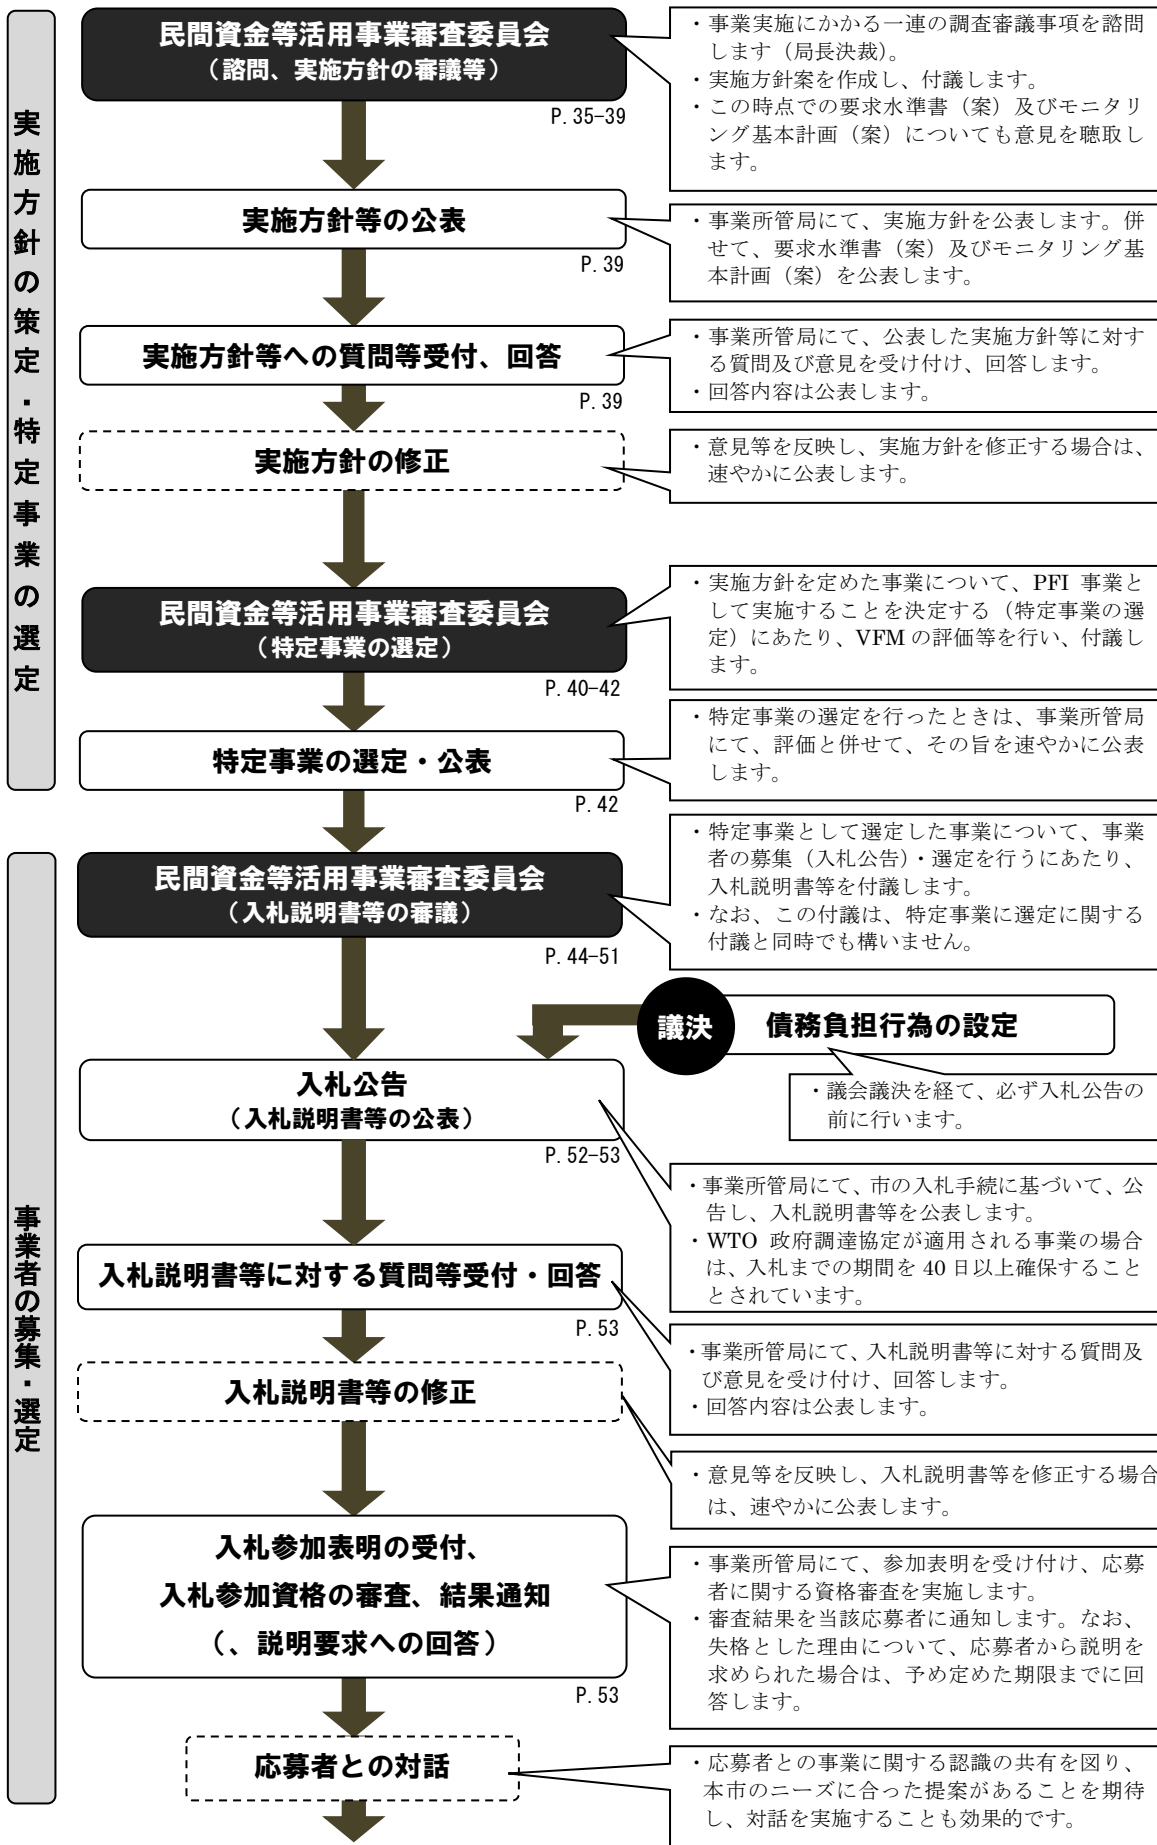 実施方針の策定・特定事業の選定
民間資金等活用事業審査委員会
（諮問、実施方針の審議等）
P. 35-39
・事業実施にかかる一連の調査審議事項を諮問
します（局長決裁）。
・実施方針案を作成し、付議します。
・この時点での要求水準書（案）及びモニタリ
ング基本計画（案）についても意見を聴取し
ます。
実施方針等の公表
P. 39
・事業所管局にて、実施方針を公表します。併
せて、要求水準書（案）及びモニタリング基
本計画（案）を公表します。
実施方針等への質問等受付、回答
P. 39
・事業所管局にて、公表した実施方針等に対す
る質問及び意見を受け付け、回答します。
・回答内容は公表します。
実施方針の修正
・意見等を反映し、実施方針を修正する場合は、
速やかに公表します。
民間資金等活用事業審査委員会
（特定事業の選定）
P. 40-42
・実施方針を定めた事業について、PFI 事業と
して実施することを決定する（特定事業の選
定）にあたり、VFM の評価等を行い、付議し
ます。
特定事業の選定・公表
P. 42
・特定事業の選定を行ったときは、事業所管局
にて、評価と併せて、その旨を速やかに公表
します。
事業者の募集・選定
民間資金等活用事業審査委員会
（入札説明書等の審議）
P. 44-51
・特定事業として選定した事業について、事業
者の募集（入札公告）・選定を行うにあたり、
入札説明書等を付議します。
・なお、この付議は、特定事業に選定に関する
付議と同時でも構いません。
議決
債務負担行為の設定
・議会議決を経て、必ず入札公告の
前に行います。
入札公告
（入札説明書等の公表）
P. 52-53
・事業所管局にて、市の入札手続に基づいて、公
告し、入札説明書等を公表します。
・WTO 政府調達協定が適用される事業の場合
は、入札までの期間を 40 日以上確保すること
とされています。
入札説明書等に対する質問等受付・回答
P. 53
・事業所管局にて、入札説明書等に対する質問及
び意見を受け付け、回答します。
・回答内容は公表します。
入札説明書等の修正
・意見等を反映し、入札説明書等を修正する場合
は、速やかに公表します。
入札参加表明の受付、
入札参加資格の審査、結果通知
（、説明要求への回答）
P. 53
・事業所管局にて、参加表明を受け付け、応募
者に関する資格審査を実施します。
・審査結果を当該応募者に通知します。なお、
失格とした理由について、応募者から説明を
求められた場合は、予め定めた期限までに回
答します。
応募者との対話
・応募者との事業に関する認識の共有を図り、
本市のニーズに合った提案があることを期待
し、対話を実施することも効果的です。